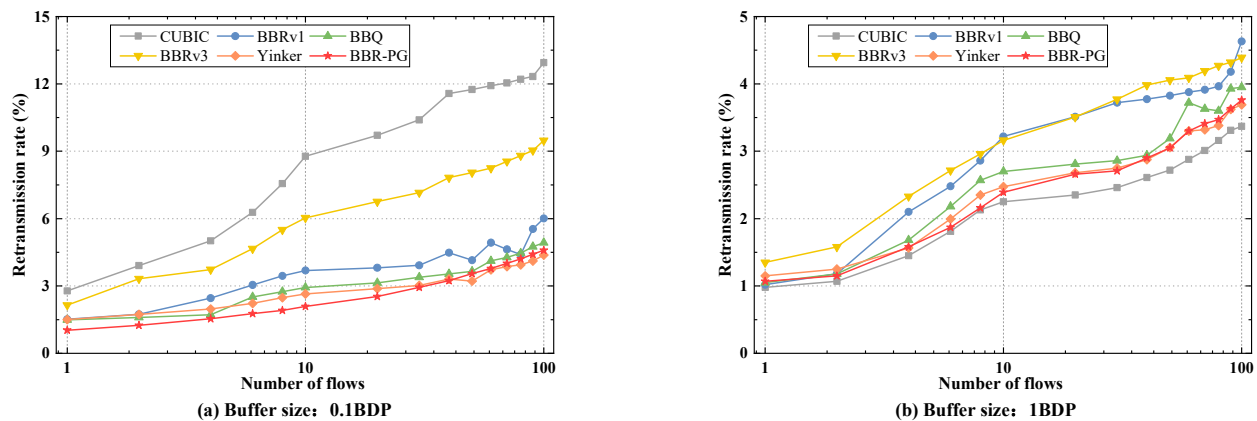 15
12
9
6
3
0
Retransmission rate (%)
CUBIC BBRv1 BBQ
BBRv3 Yinker BBR-PG
1 10 100
Number of flows
(a) Buffer size：0.1BDP
5
4
3
2
1
0
Retransmission rate (%)
CUBIC BBRv1 BBQ
BBRv3 Yinker BBR-PG
1 10 100
Number of flows
(b) Buffer size：1BDP